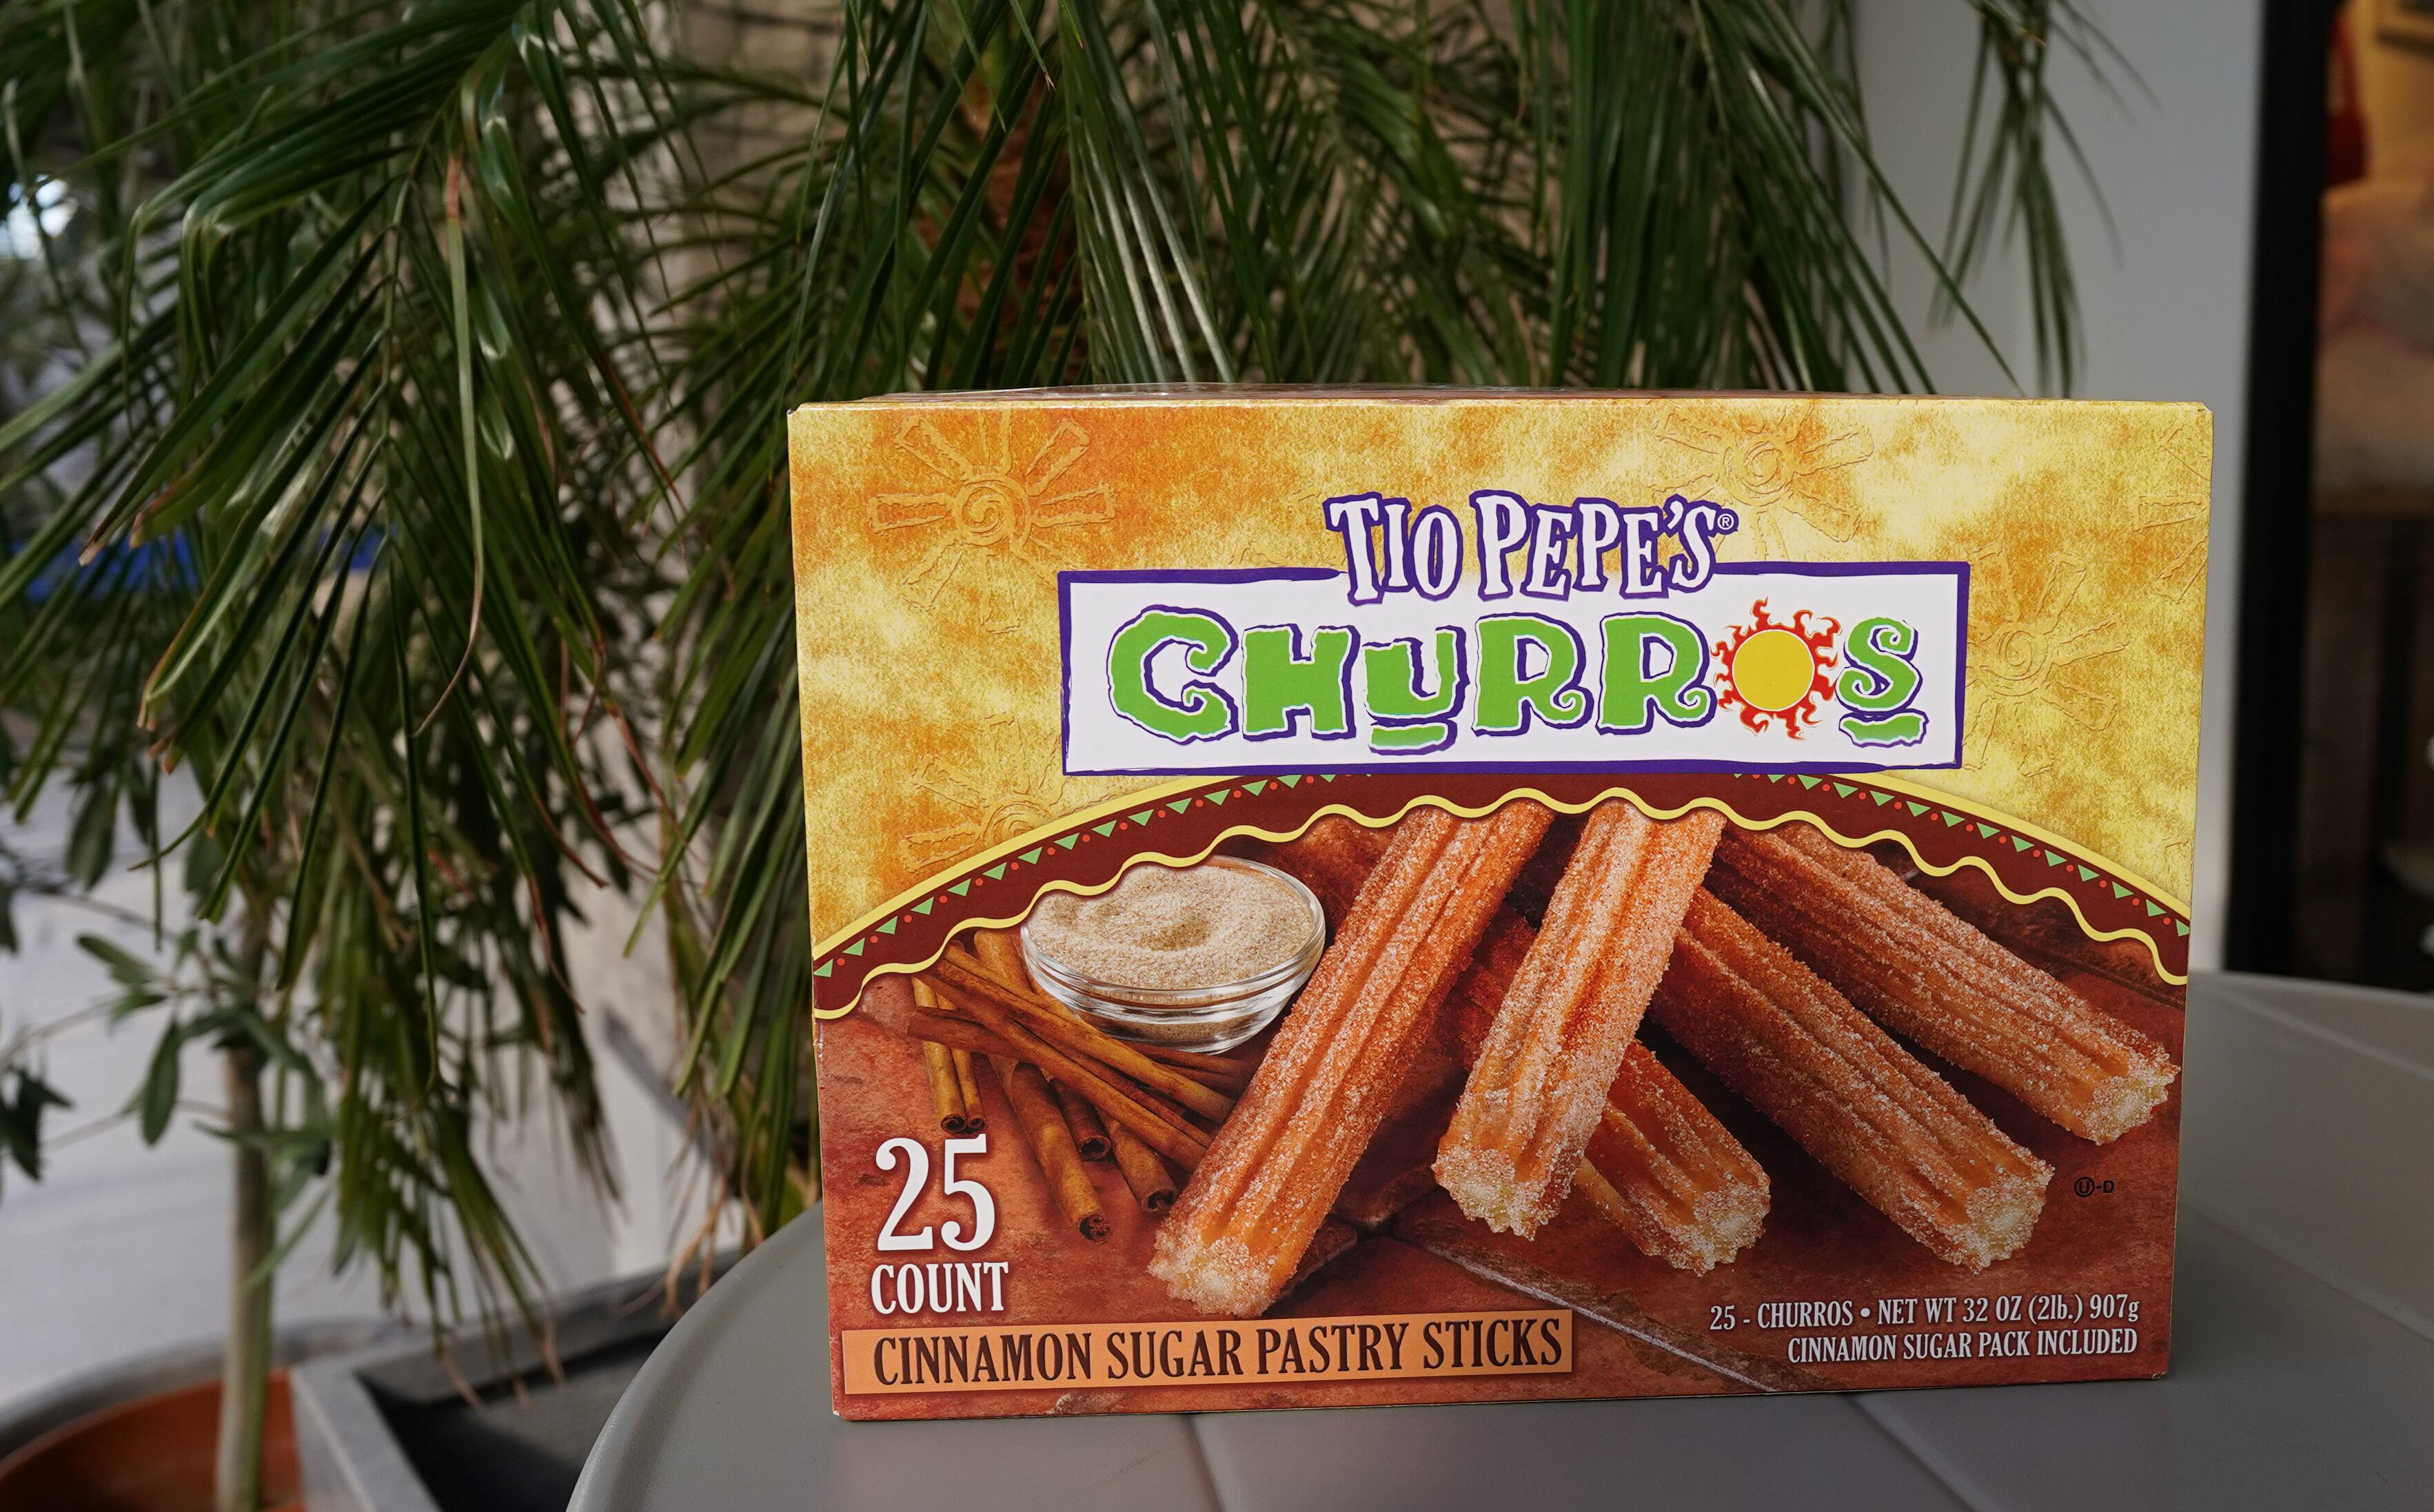 TIO PEPE'S®
CHURROS
25
COUNT
CINNAMON SUGAR PASTRY STICKS
U-D
25 - CHURROS • NET WT 32 OZ (2lb.) 907g
CINNAMON SUGAR PACK INCLUDED